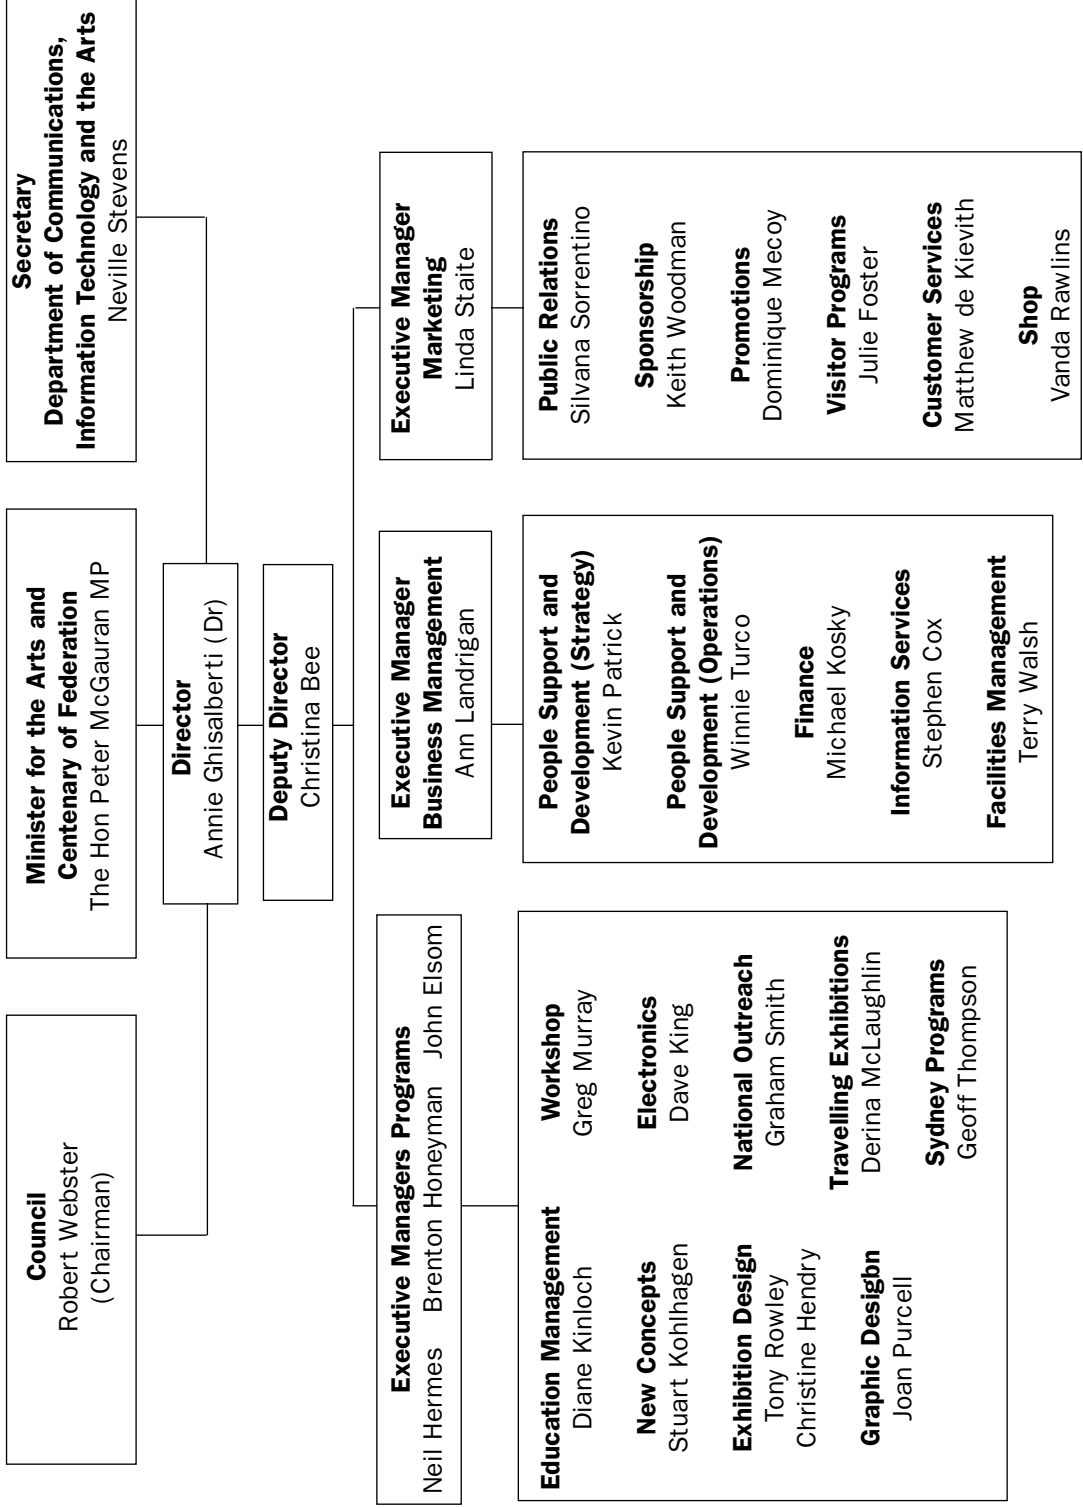 Council
Robert Webster
(Chairman)
Minister for the Arts and
Centenary of Federation
The Hon Peter McGauran MP
Secretary
Department of Communications,
Information Technology and the Arts
Neville Stevens
Director
Annie Ghisalberti (Dr)
Deputy Director
Christina Bee
Executive Managers Programs
Neil Hermes Brenton Honeyman John Elsom
Education Management
Diane Kinloch
New Concepts
Stuart Kohlhagen
Exhibition Design
Tony Rowley
Christine Hendry
Graphic Desigbn
Joan Purcell
Workshop
Greg Murray
Electronics
Dave King
National Outreach
Graham Smith
Travelling Exhibitions
Derina McLaughlin
Sydney Programs
Geoff Thompson
Executive Manager
Business Management
Ann Landrigan
People Support and
Development (Strategy)
Kevin Patrick
People Support and
Development (Operations)
Winnie Turco
Finance
Michael Kosky
Information Services
Stephen Cox
Facilities Management
Terry Walsh
Executive Manager
Marketing
Linda Staite
Public Relations
Silvana Sorrentino
Sponsorship
Keith Woodman
Promotions
Dominique Mecoy
Visitor Programs
Julie Foster
Customer Services
Matthew de Kievith
Shop
Vanda Rawlins